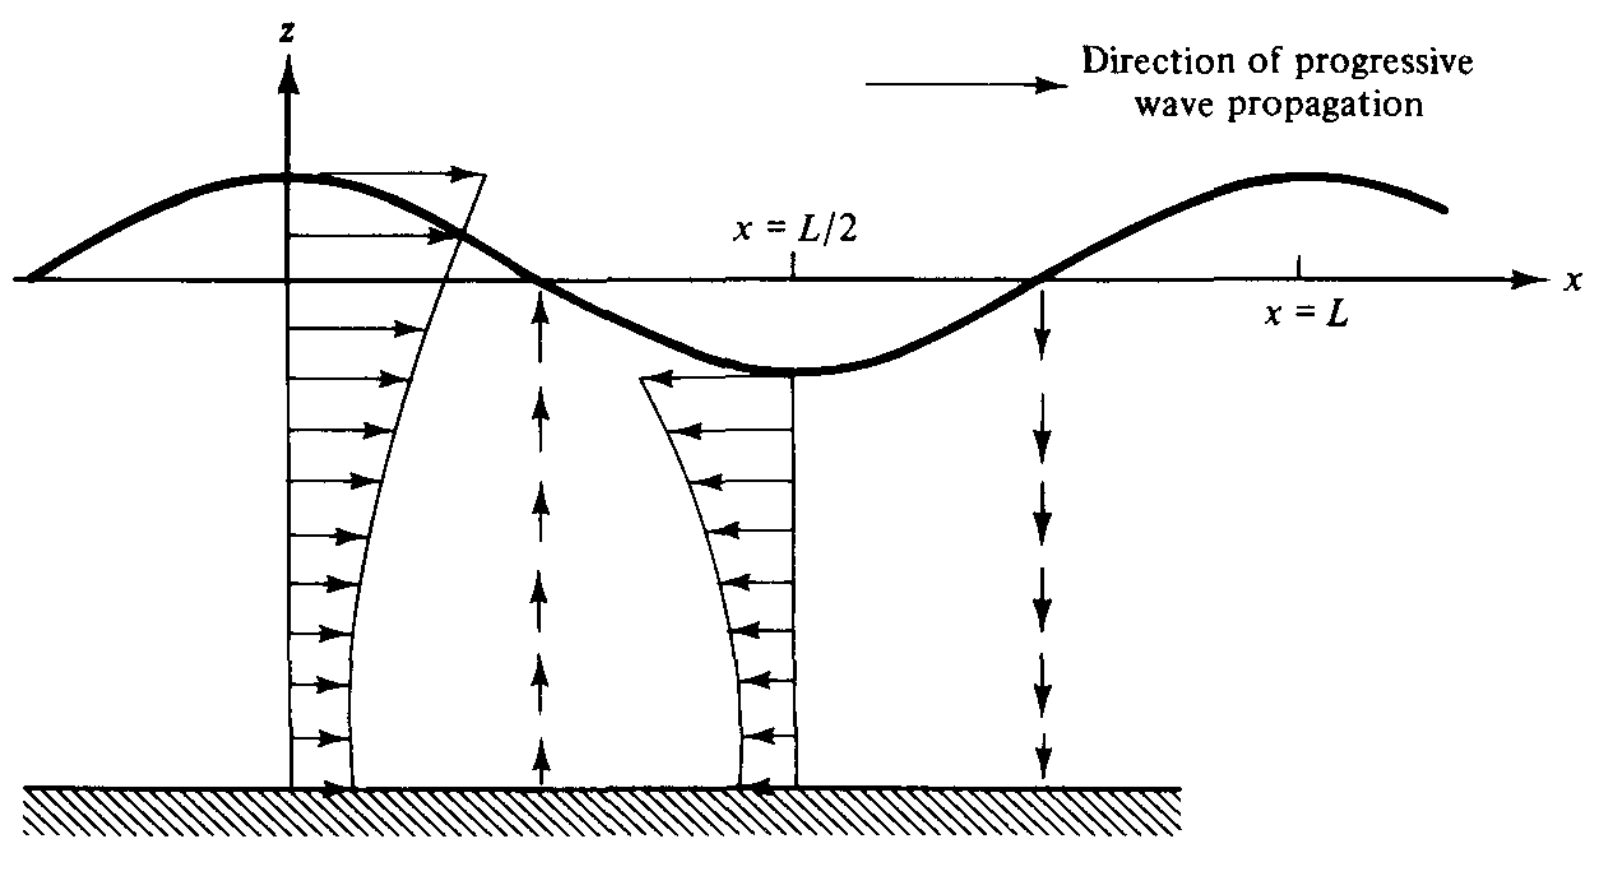 z
Direction of progressive
wave propagation
x = L/2
x
x = L